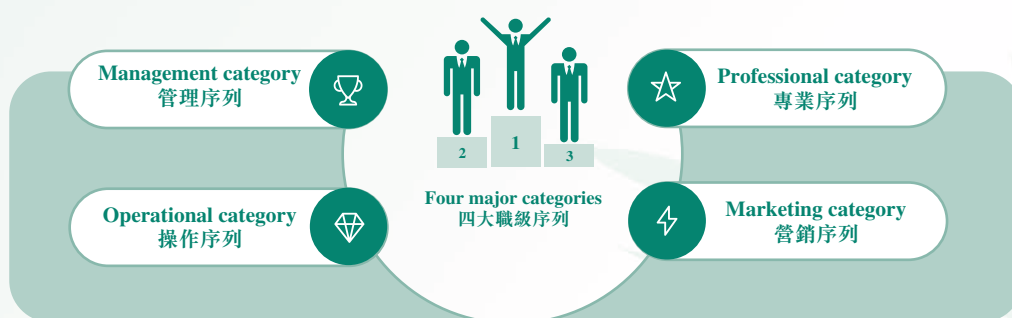 Management category
管理序列
Operational category
操作序列
2
1
3
Four major categories
四大職級序列
Professional category
專業序列
Marketing category
營銷序列